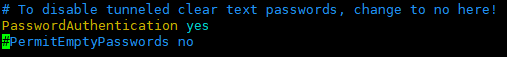 # To disable tunneled clear text passwords, change to no here!
PasswordAuthentication yes
#PermitEmptyPasswords no